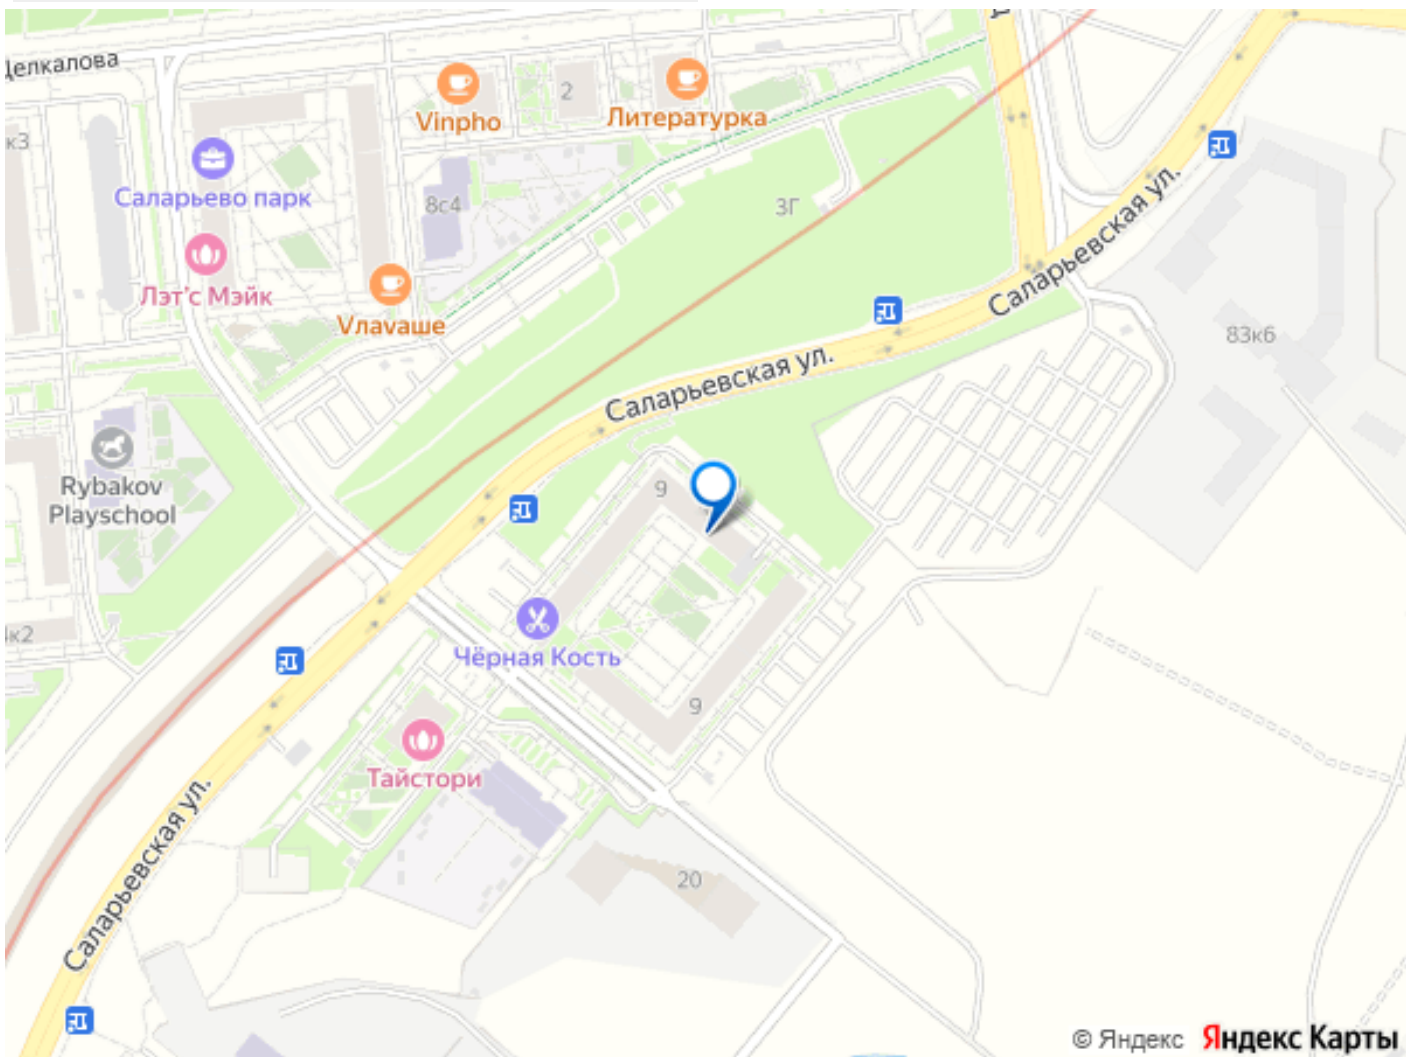 2
Vinpho
Литературка
к3
Саларьево парк
8с4
3Г
Саларьевская ул.
Лэт'с Мэйк
Vлаvаше
83к6
Саларьевская ул.
Rybakov
Playschool
9
Чёрная Кость
к2
9
Тайстори
Саларьевская ул.
20
© Яндекс Яндекс Карты